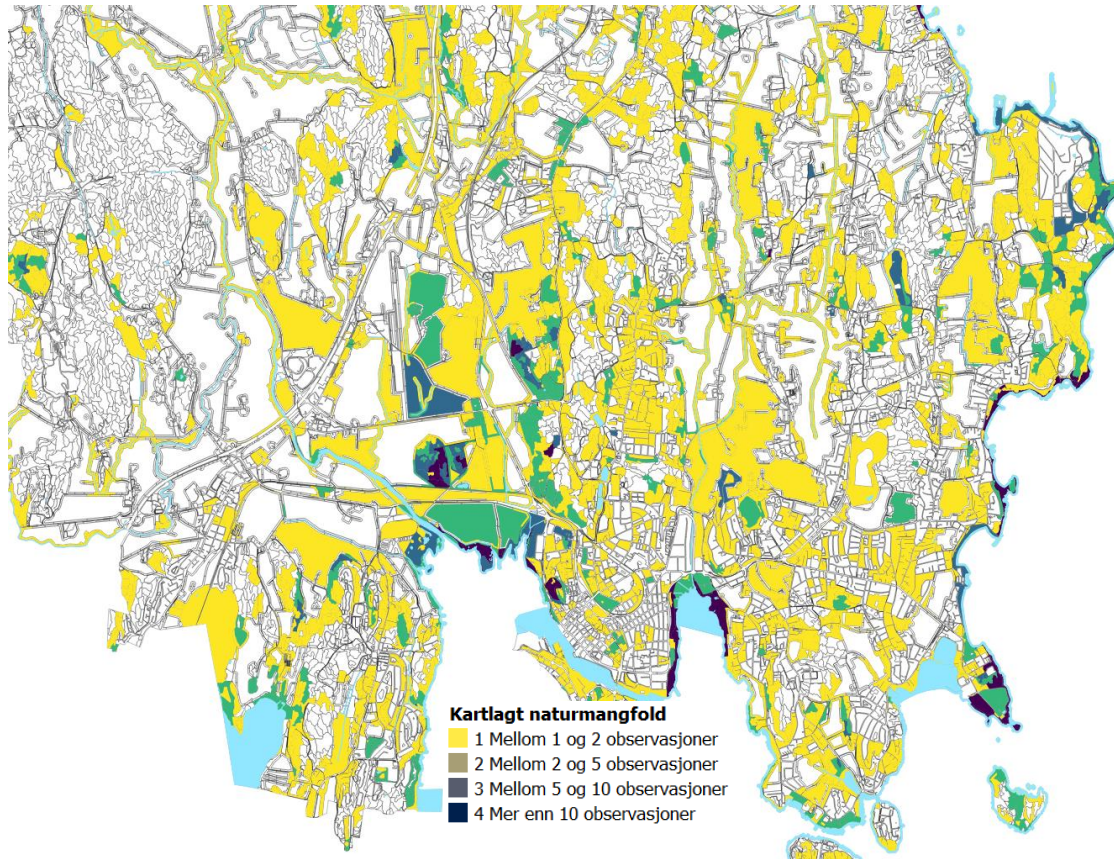 Kartlagt naturmangfold
1 Mellom 1 og 2 observasjoner
2 Mellom 2 og 5 observasjoner
3 Mellom 5 og 10 observasjoner
4 Mer enn 10 observasjoner